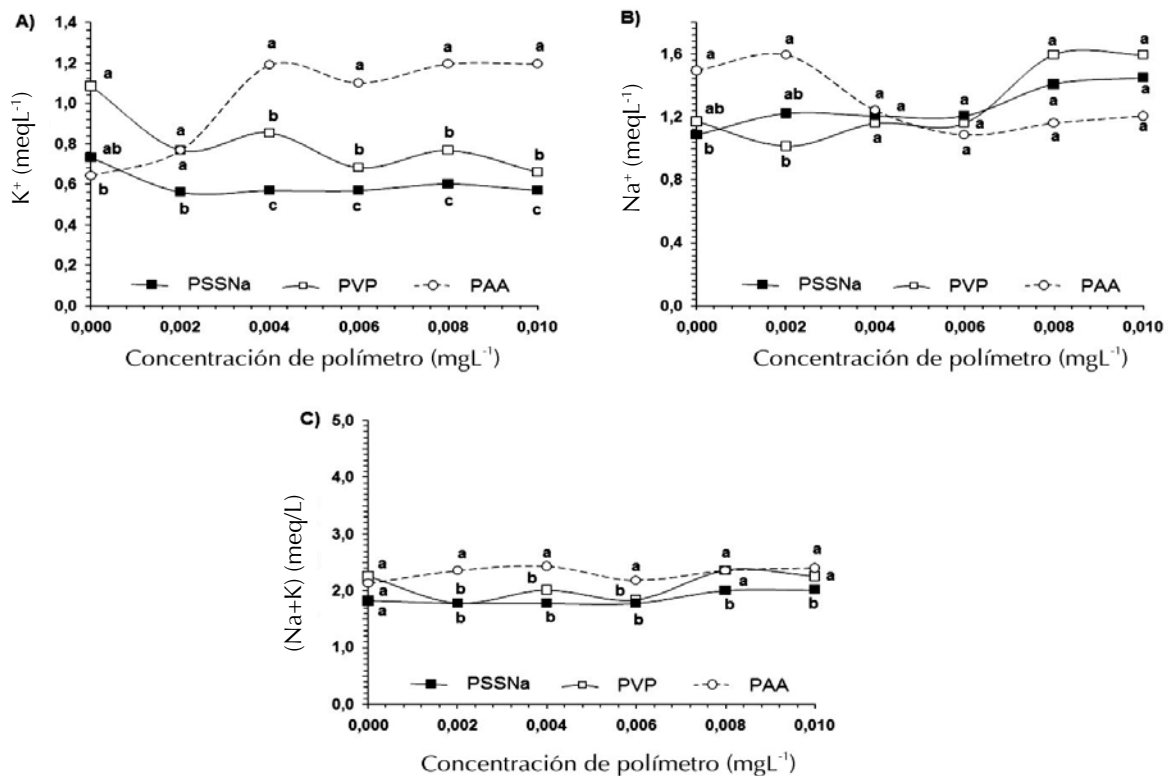 A)
K⁺ (meqL⁻¹)
1,4
1,2
1,0
0,8
0,6
0,4
0,2
0,0
a
ab
b
a
a
b
a
b
c
a
b
c
a
b
c
a
b
c
PSSNa PVP PAA
0,000 0,002 0,004 0,006 0,008 0,010
Concentración de polímetro (mgL⁻¹)
B)
Na⁺ (meqL⁻¹)
1,6
1,2
0,8
0,4
0,0
a
ab
b
a
ab
b
a
a
a
a
a
a
a
a
a
a
a
a
PSSNa PVP PAA
0,000 0,002 0,004 0,006 0,008 0,010
Concentración de polímetro (mgL⁻¹)
C)
(Na+K) (meq/L)
5,0
4,0
3,0
2,0
1,0
0,0
a
a
a
a
b
b
a
b
b
a
b
b
a
a
b
a
a
b
PSSNa PVP PAA
0,000 0,002 0,004 0,006 0,008 0,010
Concentración de polímetro (mgL⁻¹)